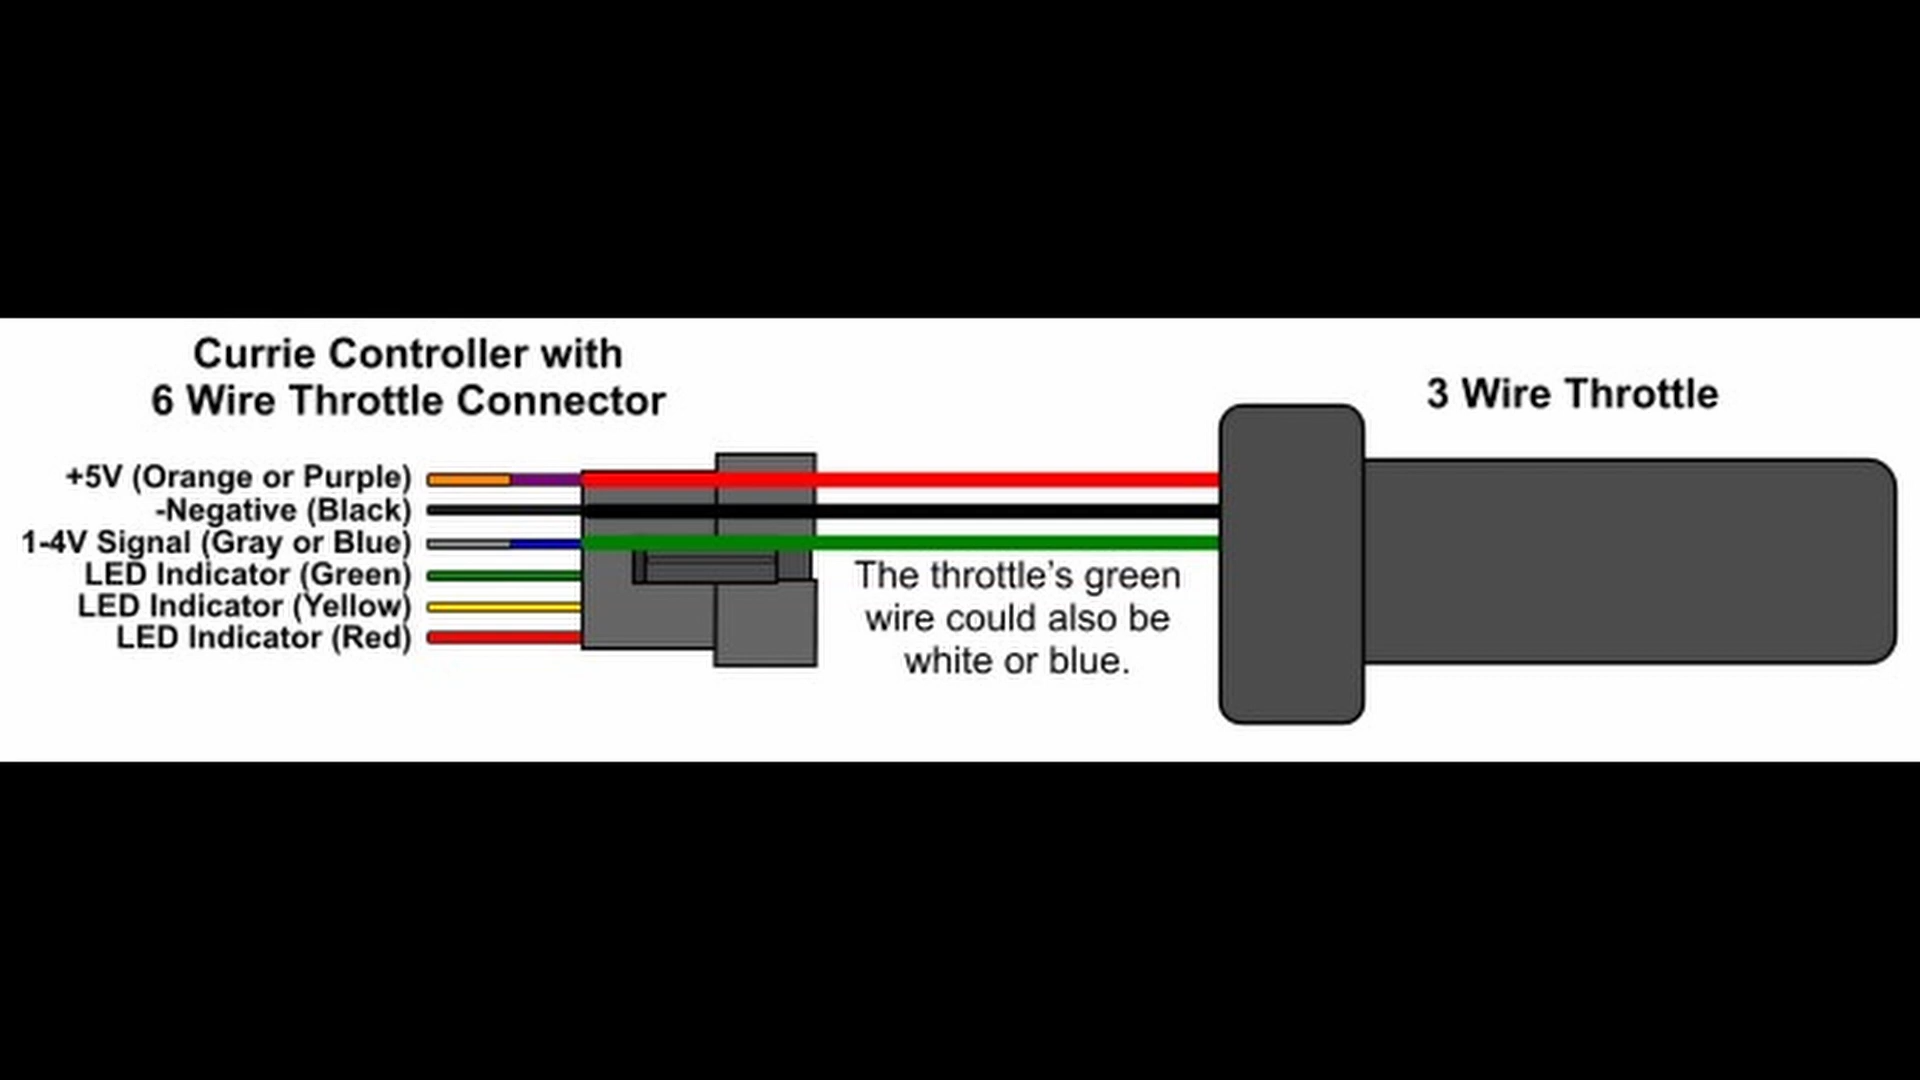 Currie Controller with
6 Wire Throttle Connector
3 Wire Throttle
+5V (Orange or Purple)
-Negative (Black)
1-4V Signal (Gray or Blue)
LED Indicator (Green)
LED Indicator (Yellow)
LED Indicator (Red)
The throttle's green
wire could also be
white or blue.